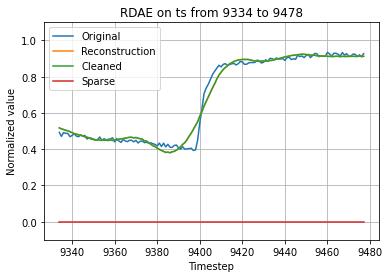 RDAE on ts from 9334 to 9478
Original
Reconstruction
Cleaned
Sparse
Normalized value
1.0
0.8
0.6
0.4
0.2
0.0
9340 9360 9380 9400 9420 9440 9460 9480
Timestep